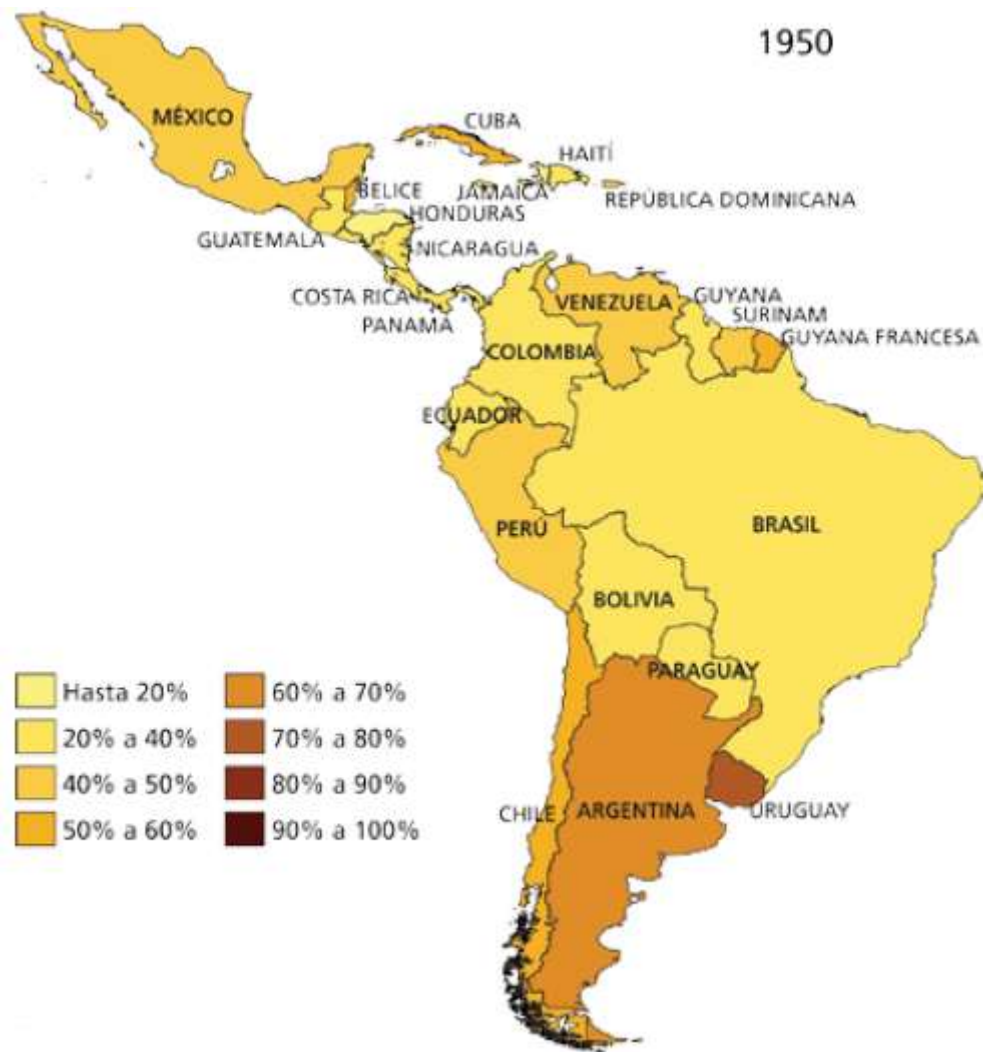 1950
MÉXICO
CUBA
HAITÍ
BELICE
JAMAICA
REPÚBLICA DOMINICANA
HONDURAS
GUATEMALA
NICARAGUA
COSTA RICA
PANAMA
VENEZUELA
GUYANA
SURINAM
GUYANA FRANCESA
COLOMBIA
ECUADOR
PERÚ
BRASIL
BOLIVIA
PARAGUAY
CHILE
ARGENTINA
URUGUAY
Hasta 20%
20% a 40%
40% a 50%
50% a 60%
60% a 70%
70% a 80%
80% a 90%
90% a 100%